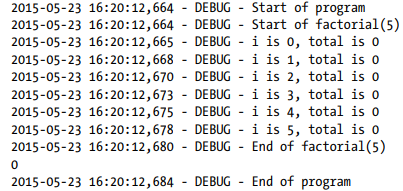 2015-05-23 16:20:12,664 - DEBUG - Start of program
2015-05-23 16:20:12,664 - DEBUG - Start of factorial(5)
2015-05-23 16:20:12,665 - DEBUG - i is 0, total is 0
2015-05-23 16:20:12,668 - DEBUG - i is 1, total is 0
2015-05-23 16:20:12,670 - DEBUG - i is 2, total is 0
2015-05-23 16:20:12,673 - DEBUG - i is 3, total is 0
2015-05-23 16:20:12,675 - DEBUG - i is 4, total is 0
2015-05-23 16:20:12,678 - DEBUG - i is 5, total is 0
2015-05-23 16:20:12,680 - DEBUG - End of factorial(5)
0
2015-05-23 16:20:12,684 - DEBUG - End of program